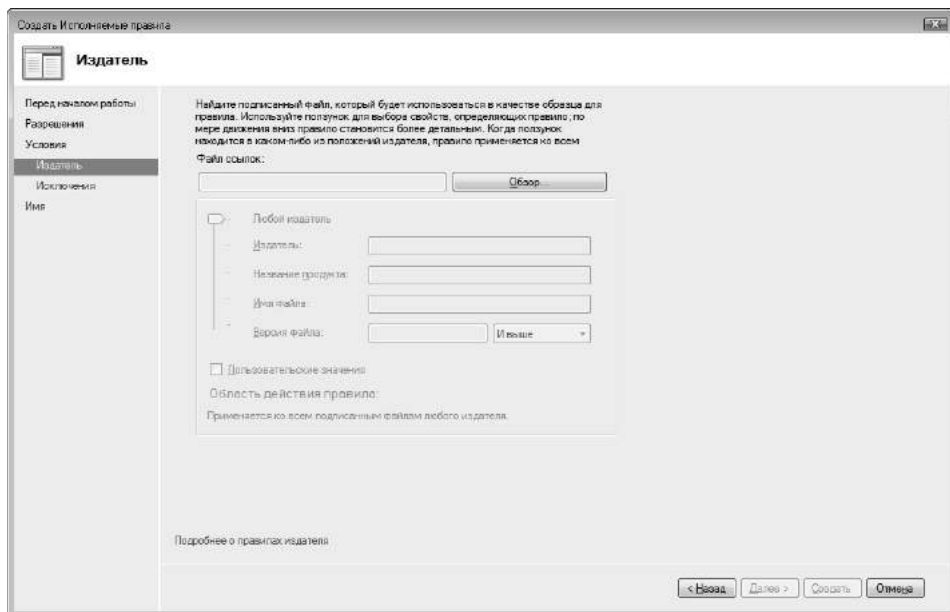 Создать Исполняемые правила
Издатель
Перед началом работы
Разрешения
Условия
Издатель
Исключения
Имя
Найдите подписанный файл, который будет использоваться в качестве образца для
правила. Используйте ползунок для выбора свойств, определяющих правило; по
мере движения вниз правило становится более детальным. Когда ползунок
находится в каком-либо из положений издателя, правило применяется ко всем
Файл ссылок:
Обзор...
Любой издатель
Издатель:
Название продукта:
Имя файла:
Версия файла:
И выше
Пользовательские значения
Область действия правила:
Применяется ко всем подписанным файлам любого издателя.
Подробнее о правилах издателя
< Назад
Далее >
Создать
Отмена